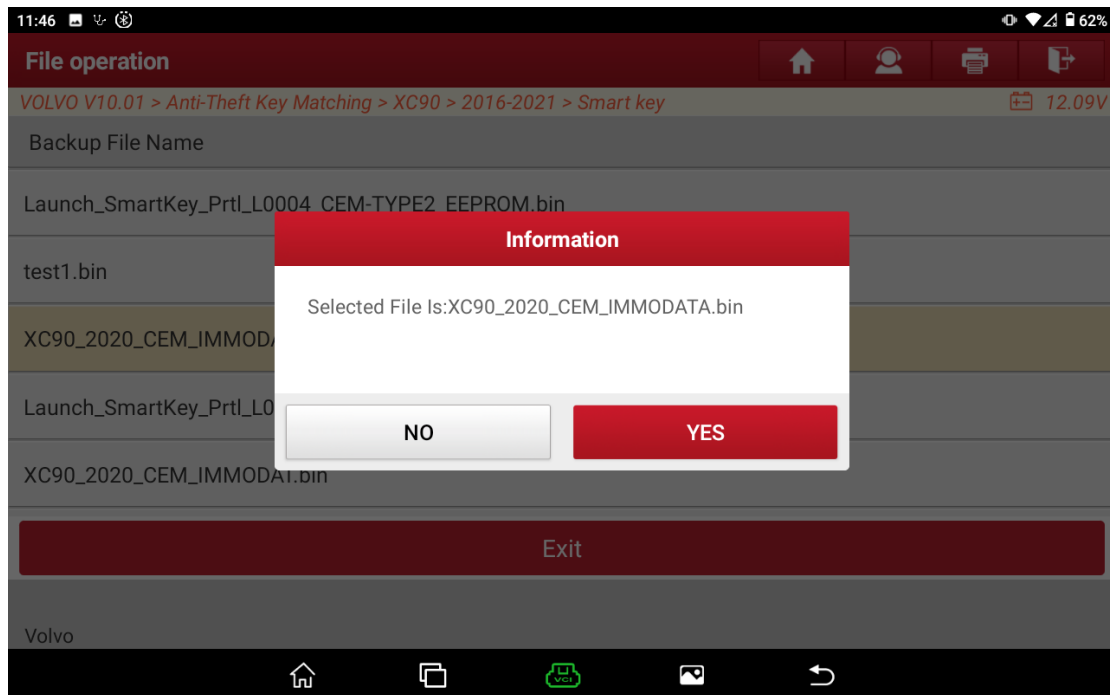 11:46
62%
File operation
VOLVO V10.01 > Anti-Theft Key Matching > XC90 > 2016-2021 > Smart key
12.09V
Backup File Name
Launch_SmartKey_Prtl_L0004_CEM-TYPE2_EEPROM.bin
Information
test1.bin
Selected File Is:XC90_2020_CEM_IMMODATA.bin
XC90_2020_CEM_IMMODA
Launch_SmartKey_Prtl_L0
NO
YES
XC90_2020_CEM_IMMODAT.bin
Exit
Volvo
VCI